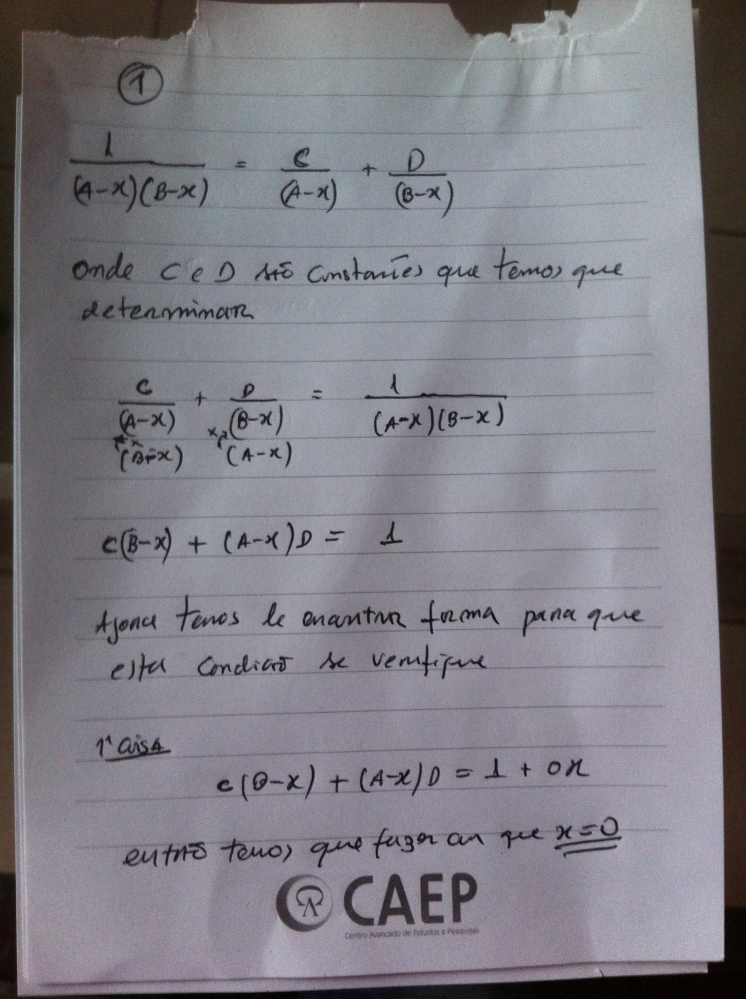 1
1/((A-x)(B-x)) = C/(A-x) + D/(B-x)
Onde C e D são constantes que temos que
determinar
C/(A-x) + D/(B-x) = 1/((A-x)(B-x))
(B-x) (A-x)
C(B-x) + (A-x)D = 1
Agora temos de encontrar forma para que
esta condição se verifique
1ª coisa
C(B-x) + (A-x)D = 1 + 0x
então temos que fazer com que x=0
CAEP
Centro Avançado de Estudos e Pesquisas